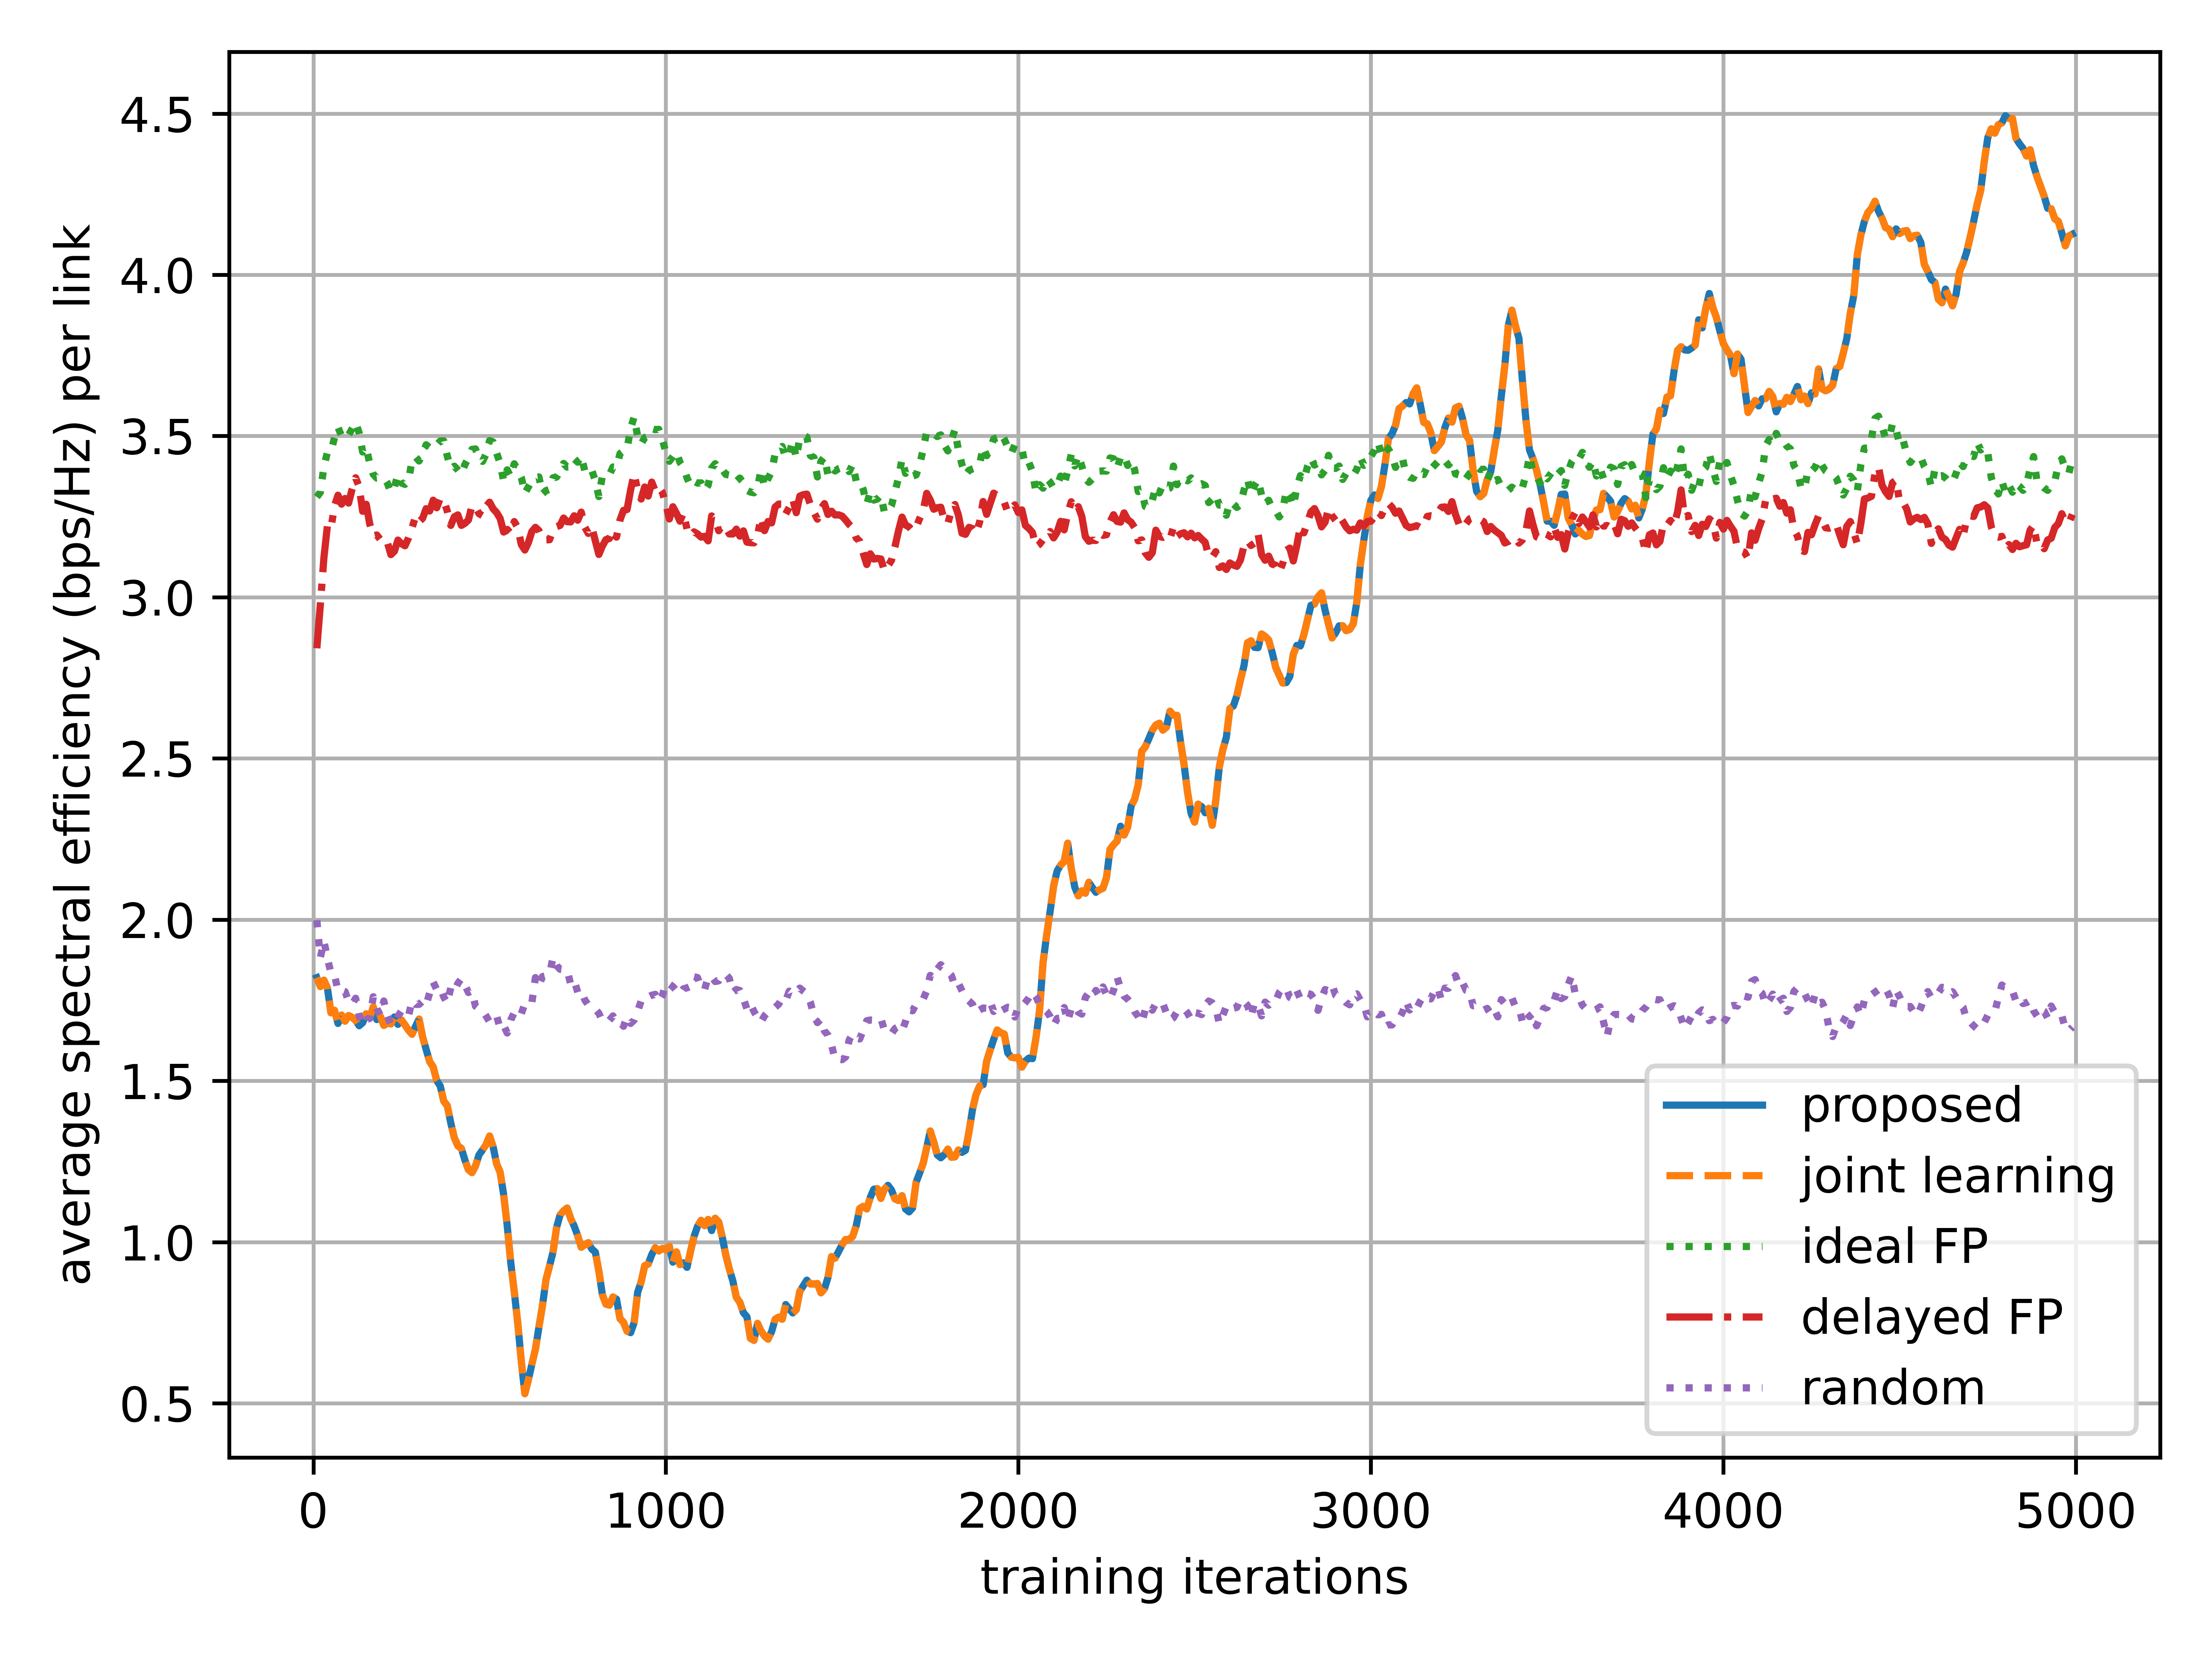 average spectral efficiency (bps/Hz) per link
4.5
4.0
3.5
3.0
2.5
2.0
1.5
1.0
0.5
proposed
joint learning
ideal FP
delayed FP
random
0 1000 2000 3000 4000 5000
training iterations